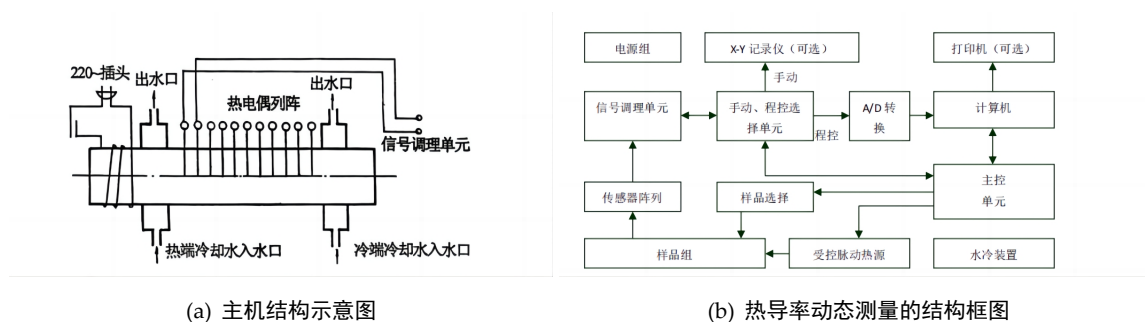 220~插头
出水口
热电偶列阵
出水口
信号调理单元
热端冷却水入水口
冷端冷却水入水口
(a) 主机结构示意图
电源组
X-Y 记录仪（可选）
打印机（可选）
手动
信号调理单元
手动、程控选
择单元
程控
A/D 转
换
计算机
传感器阵列
样品选择
主控
单元
样品组
受控脉动热源
水冷装置
(b) 热导率动态测量的结构框图